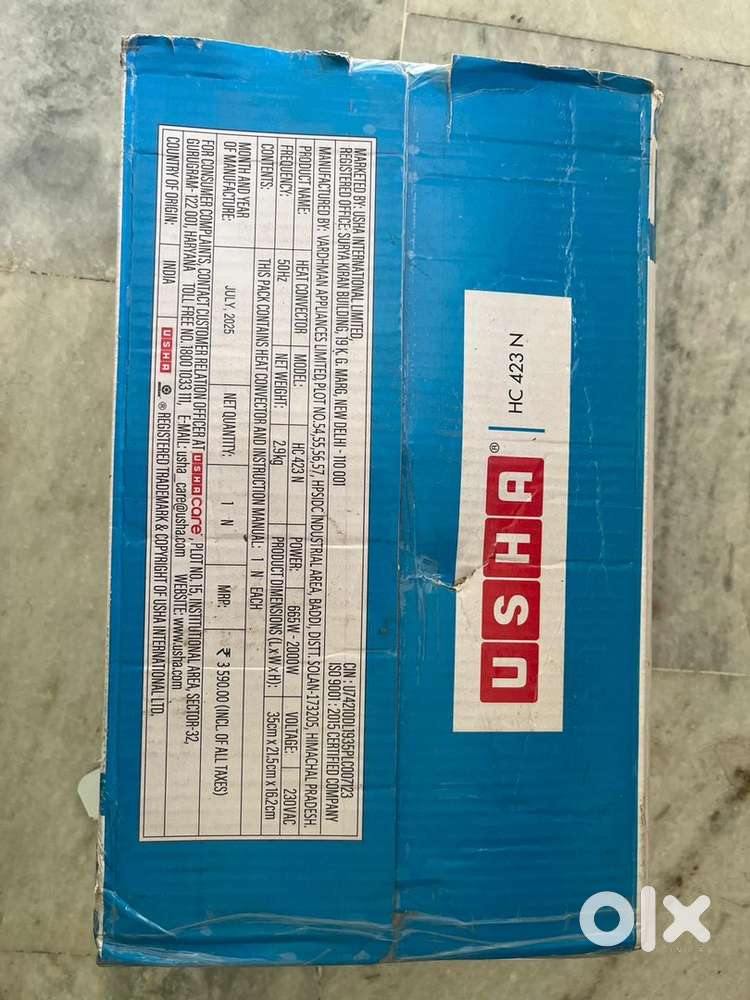 USHA®
HC 423 N
CIN : U74210DL1935PLC007723
MARKETED BY: USHA INTERNATIONAL LIMITED,
ISO 9001 : 2015 CERTIFIED COMPANY
REGISTERED OFFICE: SURYA KIRAN BUILDING, 19 K. G. MARG, NEW DELHI - 110 001
MANUFACTURED BY: VARDHMAN APPLIANCES LIMITED, PLOT NO.54,55,56,57, HPSIDC INDUSTRIAL AREA, BADDI, DISTT. SOLAN-173205, HIMACHAL PRADESH.
PRODUCT NAME: HEAT CONVECTOR MODEL: HC 423 N POWER: 665W - 2000W VOLTAGE: 230VAC
FREQUENCY: 50Hz NET WEIGHT: 2.9kg PRODUCT DIMENSIONS (L x W x H): 35cm x 21.5cm x 16.2cm
CONTENTS: THIS PACK CONTAINS HEAT CONVECTOR AND INSTRUCTION MANUAL: 1 N EACH
MONTH AND YEAR
OF MANUFACTURE: JULY, 2025 NET QUANTITY: 1 N MRP: ₹ 3 590.00 (INCL. OF ALL TAXES)
FOR CONSUMER COMPLAINTS, CONTACT CUSTOMER RELATION OFFICER AT USHA care, PLOT NO. 15, INSTITUTIONAL AREA, SECTOR-32,
GURUGRAM - 122 001, HARYANA TOLL FREE NO. 1800 1033 111, E-MAIL: usha_care@usha.com WEBSITE: www.usha.com
COUNTRY OF ORIGIN: INDIA USHA ® REGISTERED TRADEMARK & COPYRIGHT OF USHA INTERNATIONAL LTD.
olx